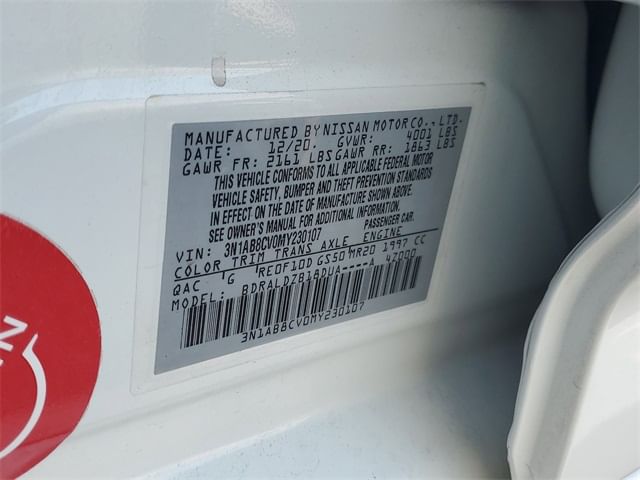 MANUFACTURED BY NISSAN MOTOR CO., LTD.
DATE: 12/20. GVWR: 4001 LBS
GAWR FR: 2161 LBS GAWR RR: 1863 LBS
THIS VEHICLE CONFORMS TO ALL APPLICABLE FEDERAL MOTOR
VEHICLE SAFETY, BUMPER AND THEFT PREVENTION STANDARDS
IN EFFECT ON THE DATE OF MANUFACTURE SHOWN ABOVE.
SEE OWNER'S MANUAL FOR ADDITIONAL INFORMATION.
VIN: 3N1AB8CV0MY230107 PASSENGER CAR.
COLOR TRIM TRANS AXLE ENGINE
QAC G RE0F10D GS50 MR20 1997 CC
MODEL: BDRALDZB18DUA----A 47000
3N1AB8CV0MY230107
Z